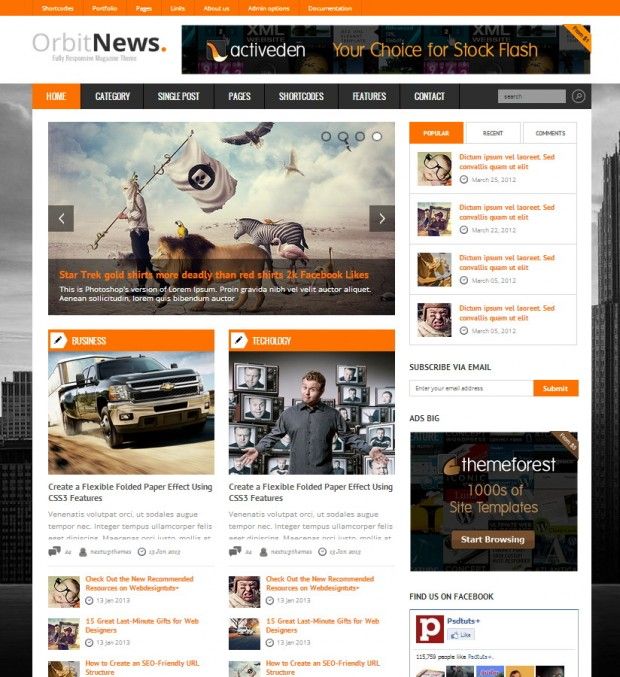 Shortcodes Portfolio Pages Links About us Admin options Documentation
OrbitNews.
Fully Responsive Magazine Theme
activeden Your Choice for Stock Flash
From $1
HOME CATEGORY SINGLE POST PAGES SHORTCODES FEATURES CONTACT
search
POPULAR RECENT COMMENTS
Dictum ipsum vel laoreet. Sed
convallis quam ut elit
March 25, 2012
Dictum ipsum vel laoreet. Sed
convallis quam ut elit
March 22, 2012
Dictum ipsum vel laoreet. Sed
convallis quam ut elit
March 05, 2012
Dictum ipsum vel laoreet. Sed
convallis quam ut elit
March 05, 2012
Star Trek gold shirts more deadly than red shirts 2k Facebook Likes
This is Photoshop's version of Lorem Ipsum. Proin gravida nibh vel velit auctor aliquet.
Aenean sollicitudin, lorem quis bibendum auctor
SUBSCRIBE VIA EMAIL
Enter your email address Submit
ADS BIG
From $1
themeforest
1000s of
Site Templates
Start Browsing
FIND US ON FACEBOOK
Psdtuts+
Like
115,759 people like Psdtuts+.
BUSINESS
Create a Flexible Folded Paper Effect Using
CSS3 Features
Venenatis volutpat orci, ut sodales augue
tempor nec. Integer tempus ullamcorper felis
eget dipiscing. Maecenas orci justo mattis at
24 nextwpthemes 13 Jan 2013
Check Out the New Recommended
Resources on Webdesigntuts+
13 Jan 2013
15 Great Last-Minute Gifts for Web
Designers
13 Jan 2013
How to Create an SEO-Friendly URL
Structure
TECHOLOGY
Create a Flexible Folded Paper Effect Using
CSS3 Features
Venenatis volutpat orci, ut sodales augue
tempor nec. Integer tempus ullamcorper felis
eget dipiscing. Maecenas orci justo mattis at
24 nextwpthemes 13 Jan 2013
Check Out the New Recommended
Resources on Webdesigntuts+
13 Jan 2013
15 Great Last-Minute Gifts for Web
Designers
13 Jan 2013
How to Create an SEO-Friendly URL
Structure